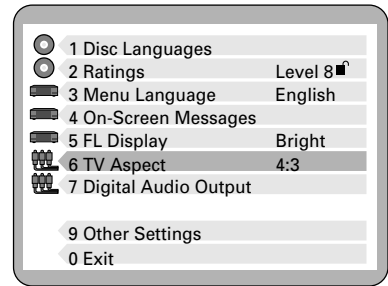 1 Disc Languages
2 Ratings Level 8
3 Menu Language English
4 On-Screen Messages
5 FL Display Bright
6 TV Aspect 4:3
7 Digital Audio Output
9 Other Settings
0 Exit